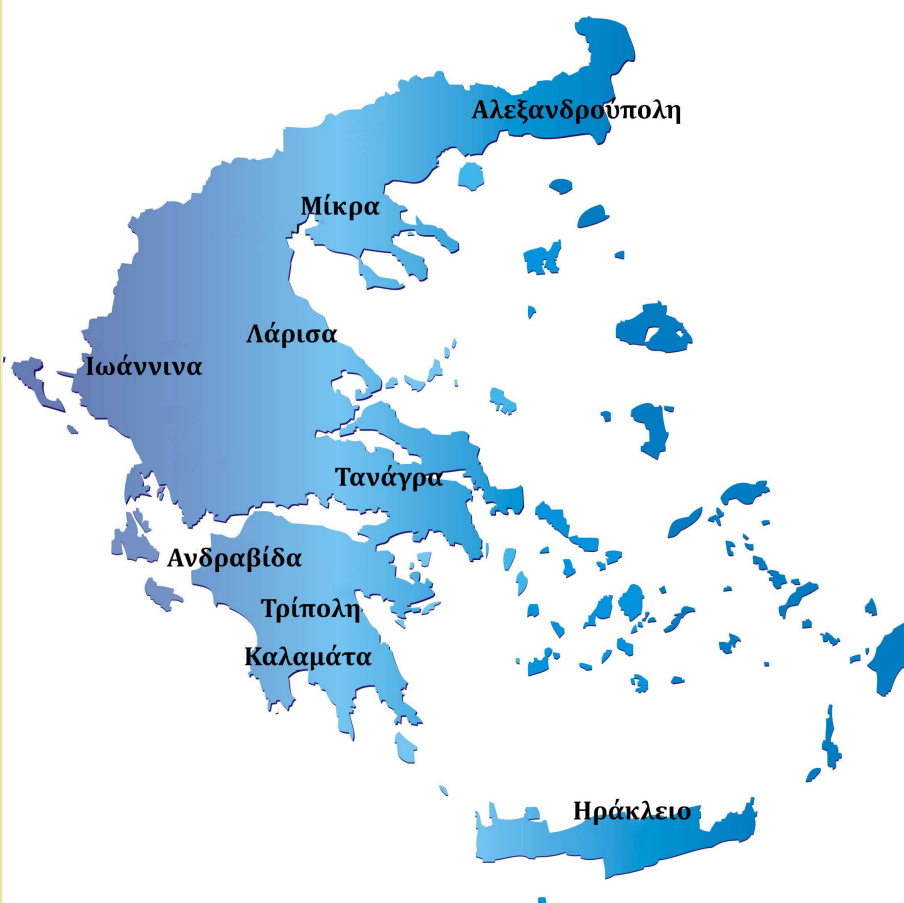 Αλεξανδρούπολη
Μίκρα
Λάρισα
Ιωάννινα
Τανάγρα
Ανδραβίδα
Τρίπολη
Καλαμάτα
Ηράκλειο